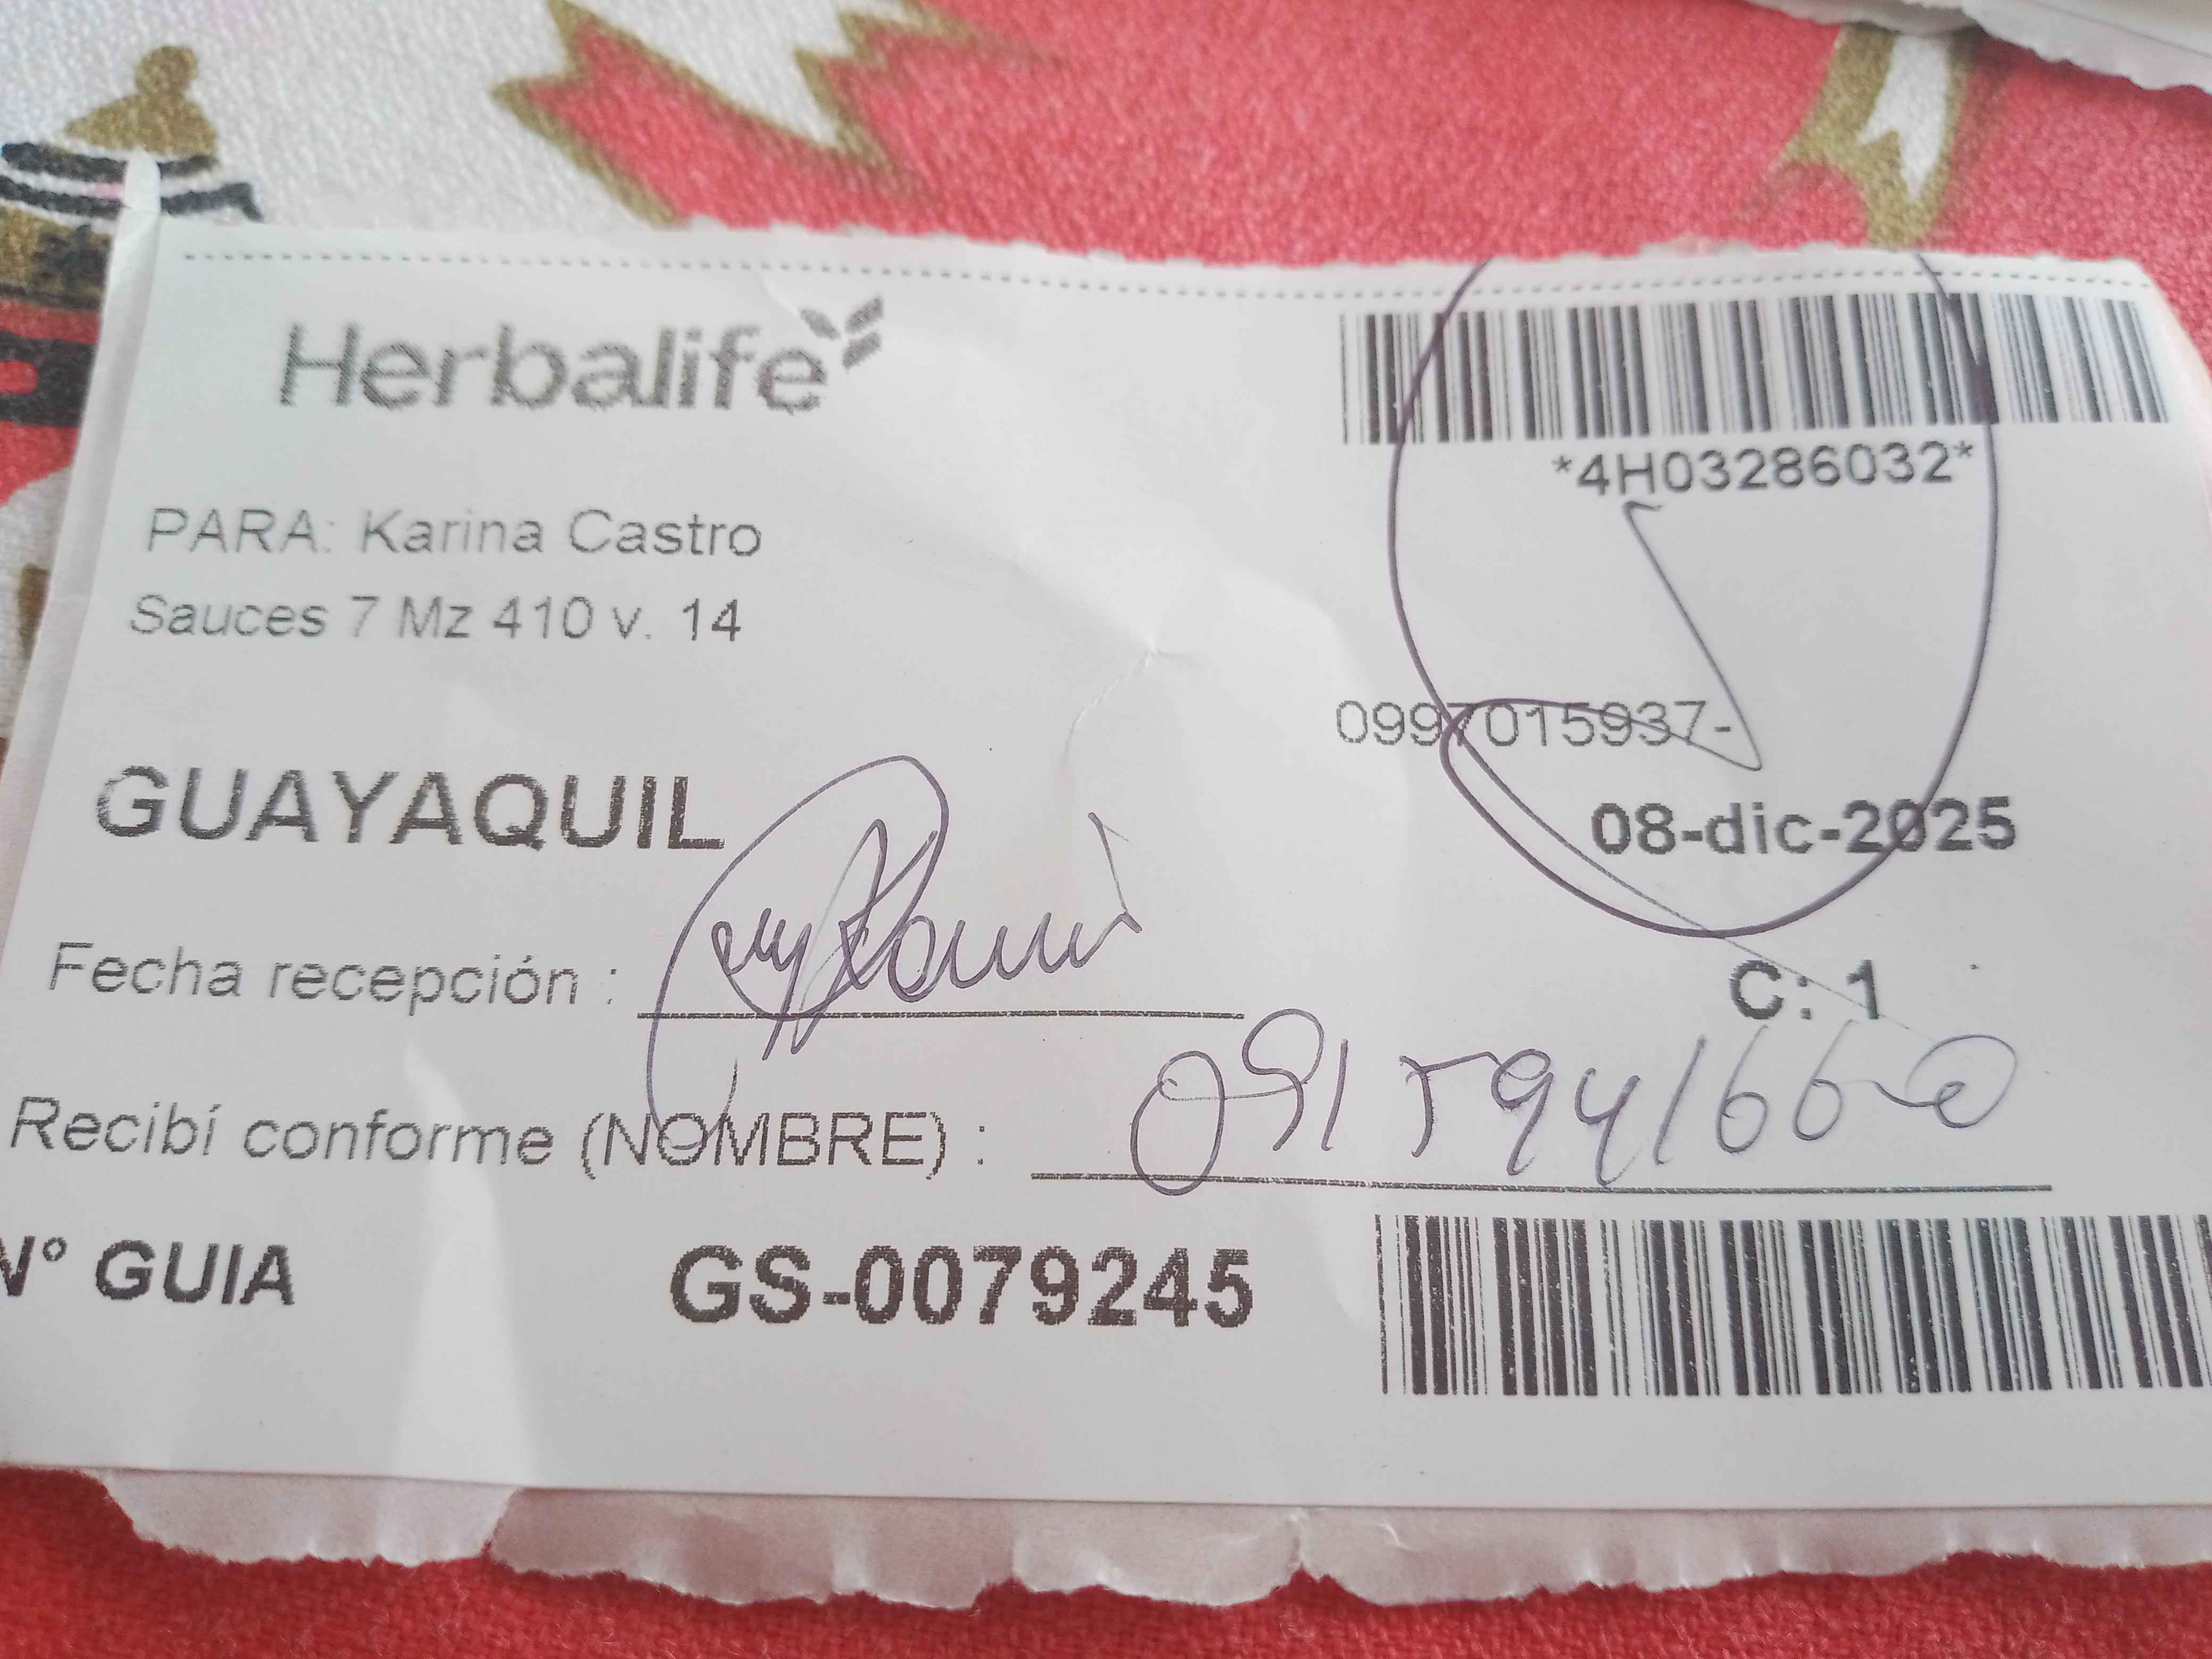 Herbalife
*4H03286032*
PARA: Karina Castro
Sauces 7 Mz 410 v. 14
0997015937-
GUAYAQUIL
08-dic-2025
Fecha recepción :
C: 1
Recibí conforme (NOMBRE) : 0915941660
N° GUIA GS-0079245